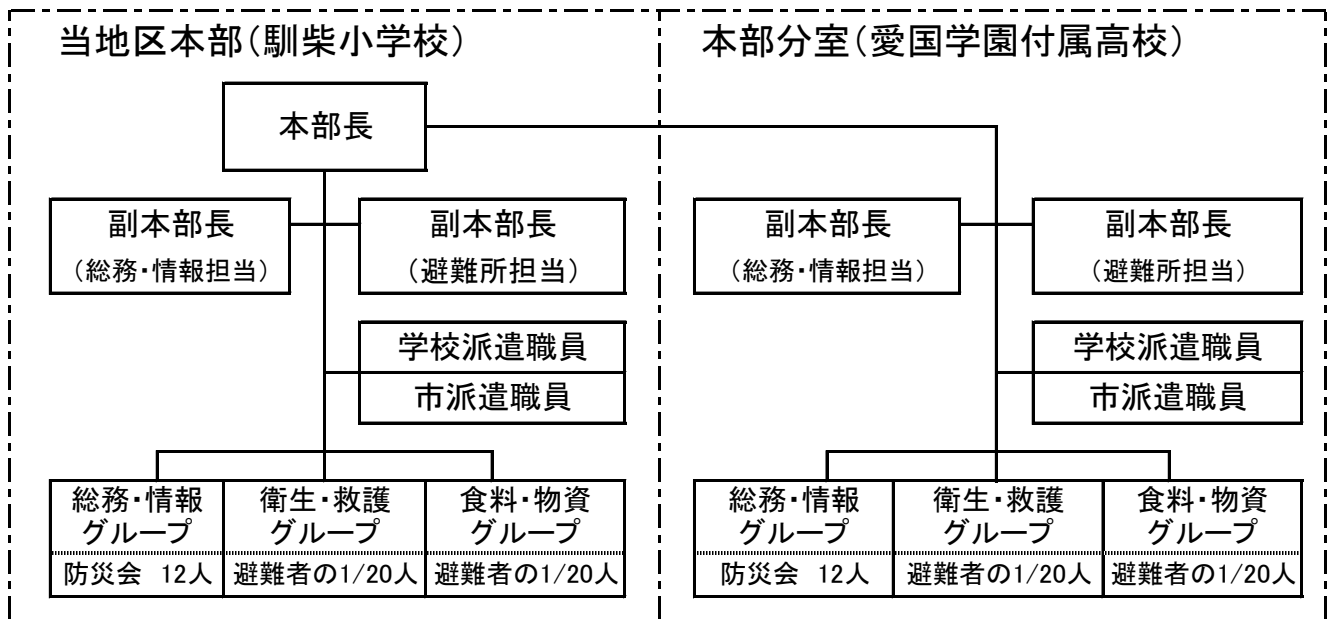 当地区本部(馴柴小学校)
本部長
副本部長
(総務・情報担当)
副本部長
(避難所担当)
学校派遣職員
市派遣職員
総務・情報
グループ
防災会 12人
衛生・救護
グループ
避難者の1/20人
食料・物資
グループ
避難者の1/20人
本部分室(愛国学園付属高校)
副本部長
(総務・情報担当)
副本部長
(避難所担当)
学校派遣職員
市派遣職員
総務・情報
グループ
防災会 12人
衛生・救護
グループ
避難者の1/20人
食料・物資
グループ
避難者の1/20人